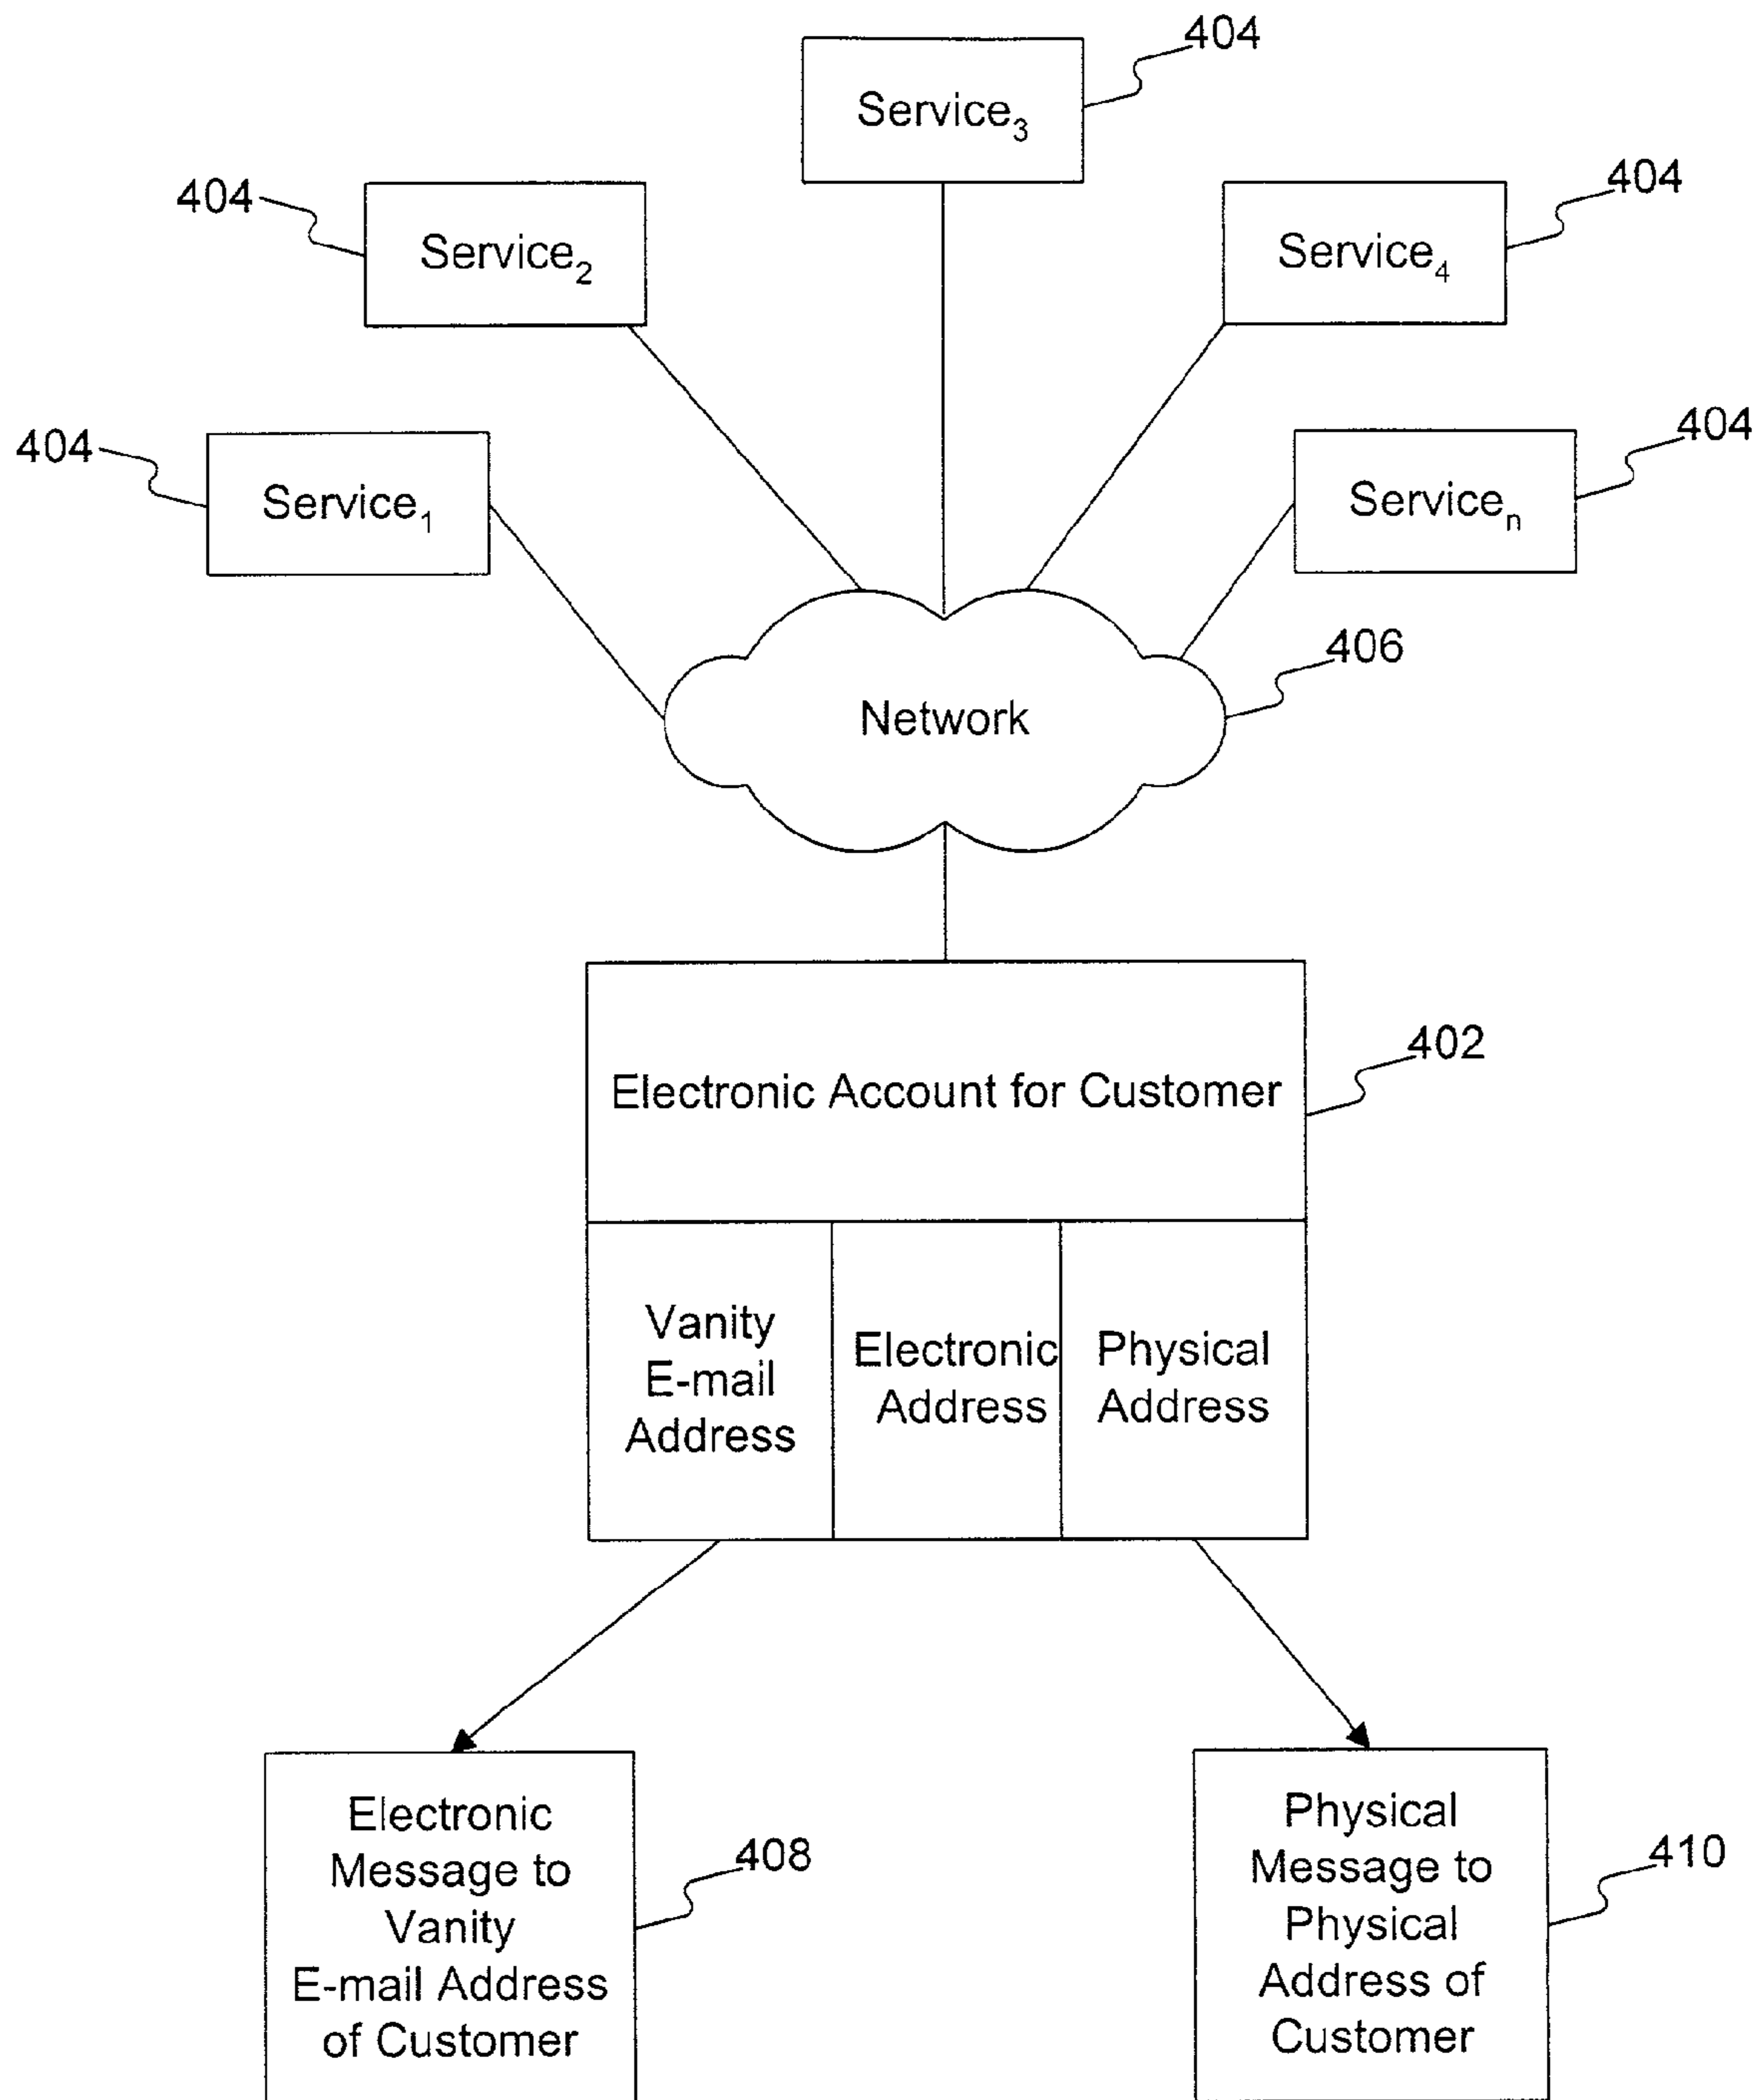 404
Service3
404
Service2
404
Service4
404
Service1
404
Servicen
406
Network
402
Electronic Account for Customer
Vanity
E-mail
Address
Electronic
Address
Physical
Address
Electronic
Message to
Vanity
E-mail Address
of Customer
408
Physical
Message to
Physical
Address of
Customer
410